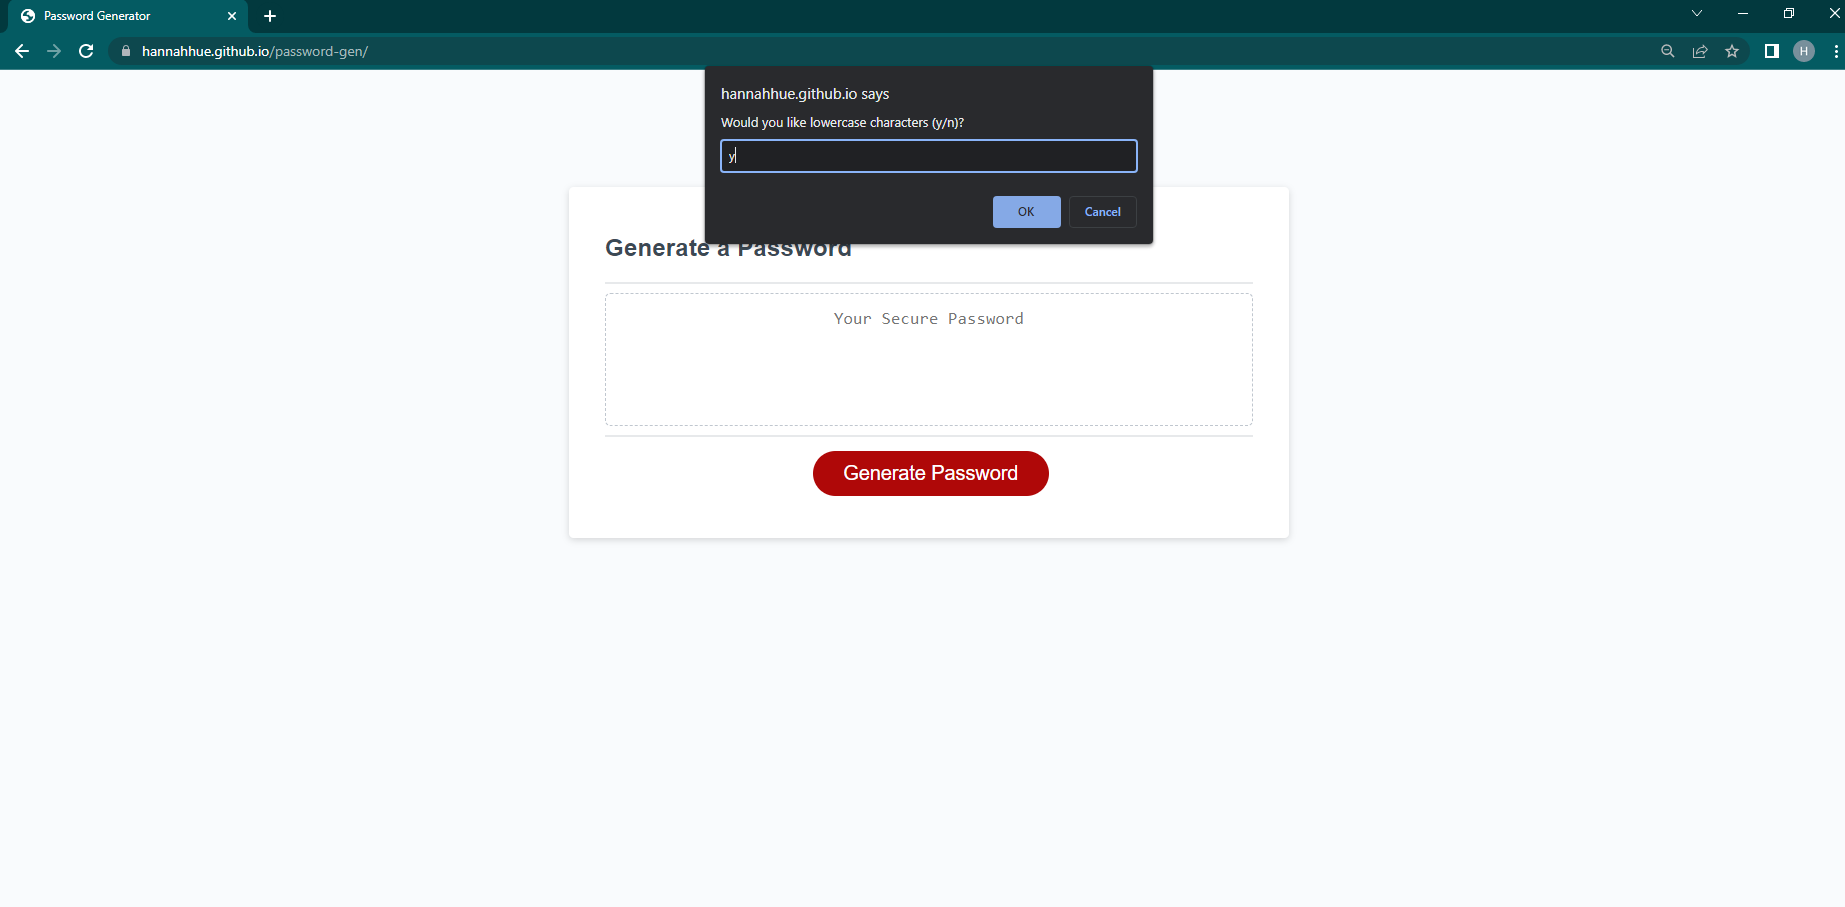 Password Generator
hannahhue.github.io/password-gen/
H
hannahhue.github.io says
Would you like lowercase characters (y/n)?
y
OK Cancel
Generate a Password
Your Secure Password
Generate Password